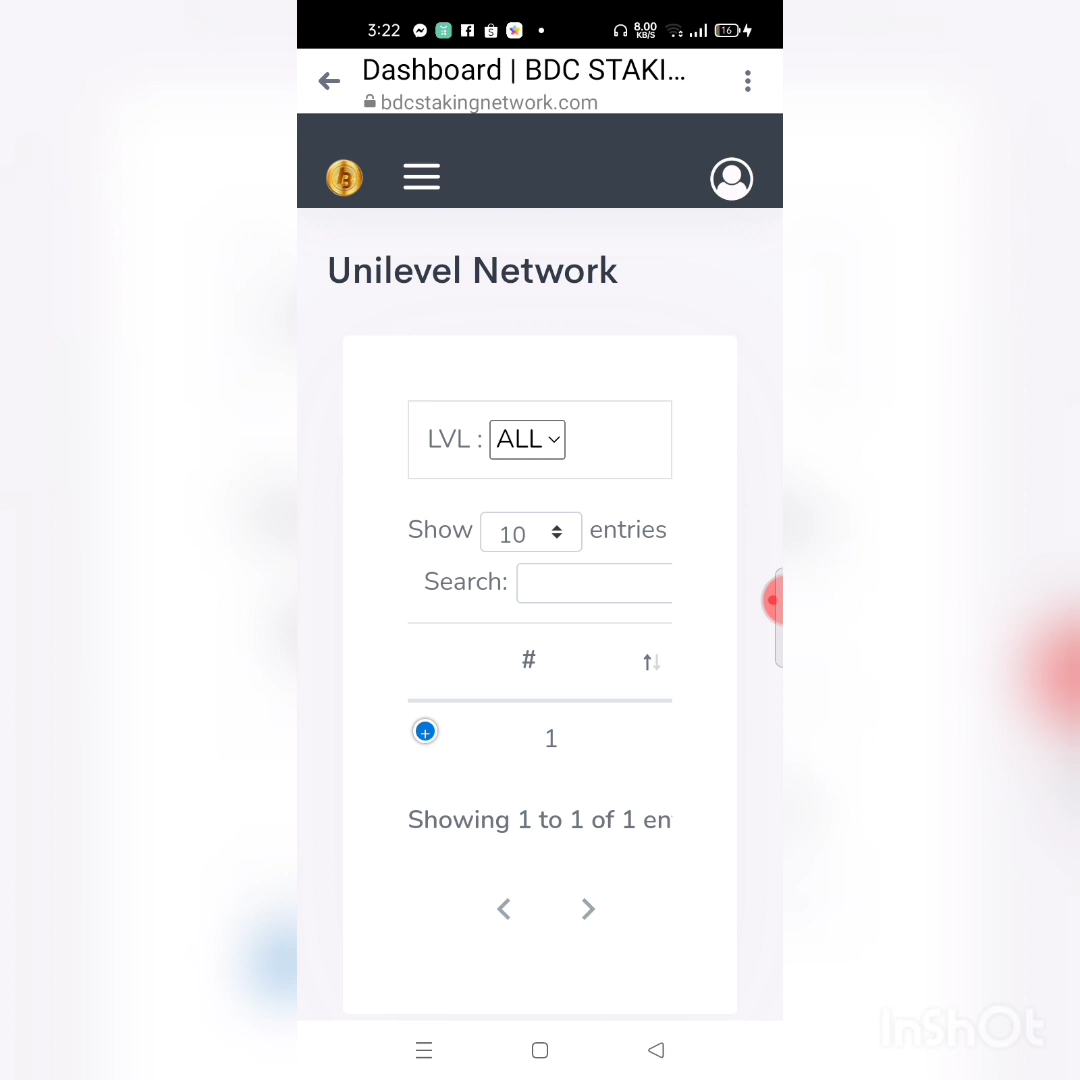 3:22 8.00 KB/S 16
Dashboard | BDC STAKI...
bdcstakingnetwork.com
Unilevel Network
LVL : ALL
Show 10 entries
Search:
#
1
Showing 1 to 1 of 1 en
InShOt